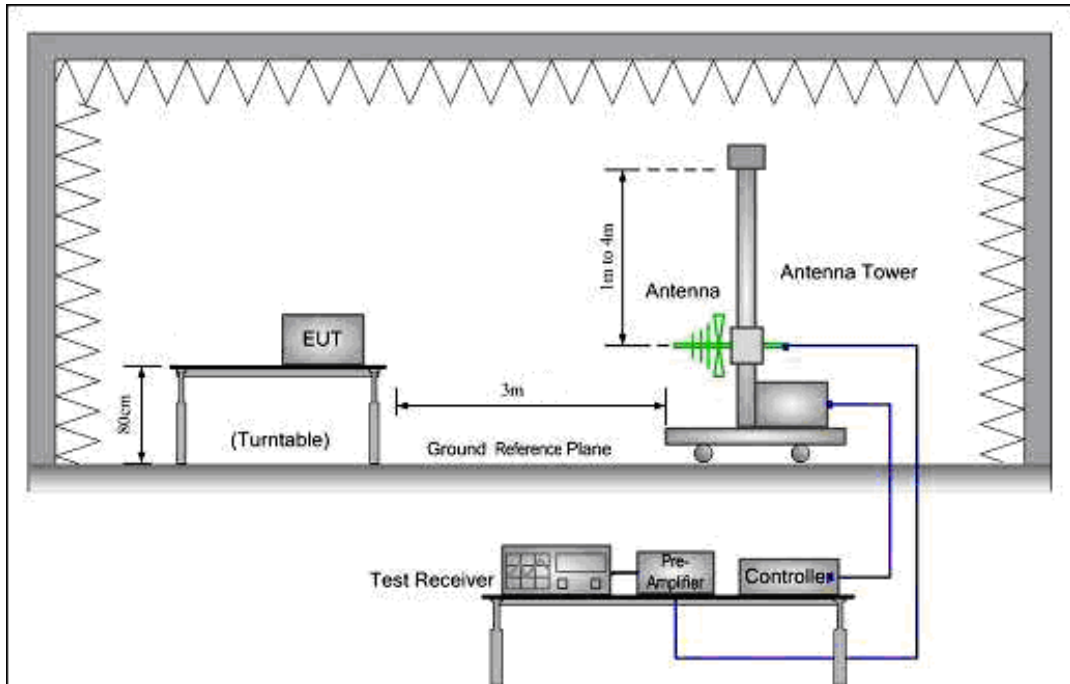 1m to 4m
Antenna
Antenna Tower
EUT
3m
80cm
(Turntable)
Ground Reference Plane
Test Receiver
Pre-
Amplifier
Controller